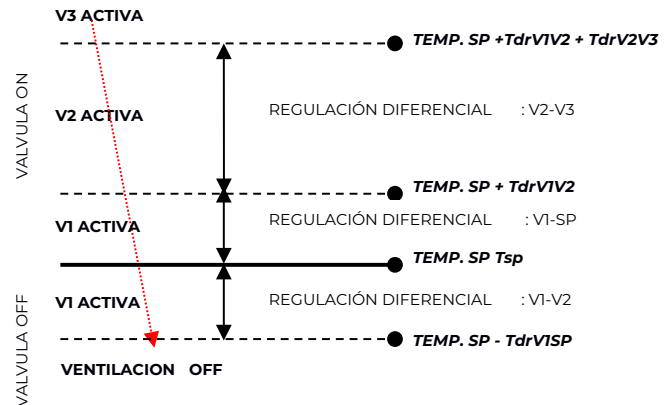 V3 ACTIVA
TEMP. SP +TdrV1V2 + TdrV2V3
VALVULA ON
V2 ACTIVA
REGULACIÓN DIFERENCIAL : V2-V3
TEMP. SP + TdrV1V2
V1 ACTIVA
REGULACIÓN DIFERENCIAL : V1-SP
TEMP. SP Tsp
VALVULA OFF
V1 ACTIVA
REGULACIÓN DIFERENCIAL : V1-V2
TEMP. SP - TdrV1SP
VENTILACION OFF